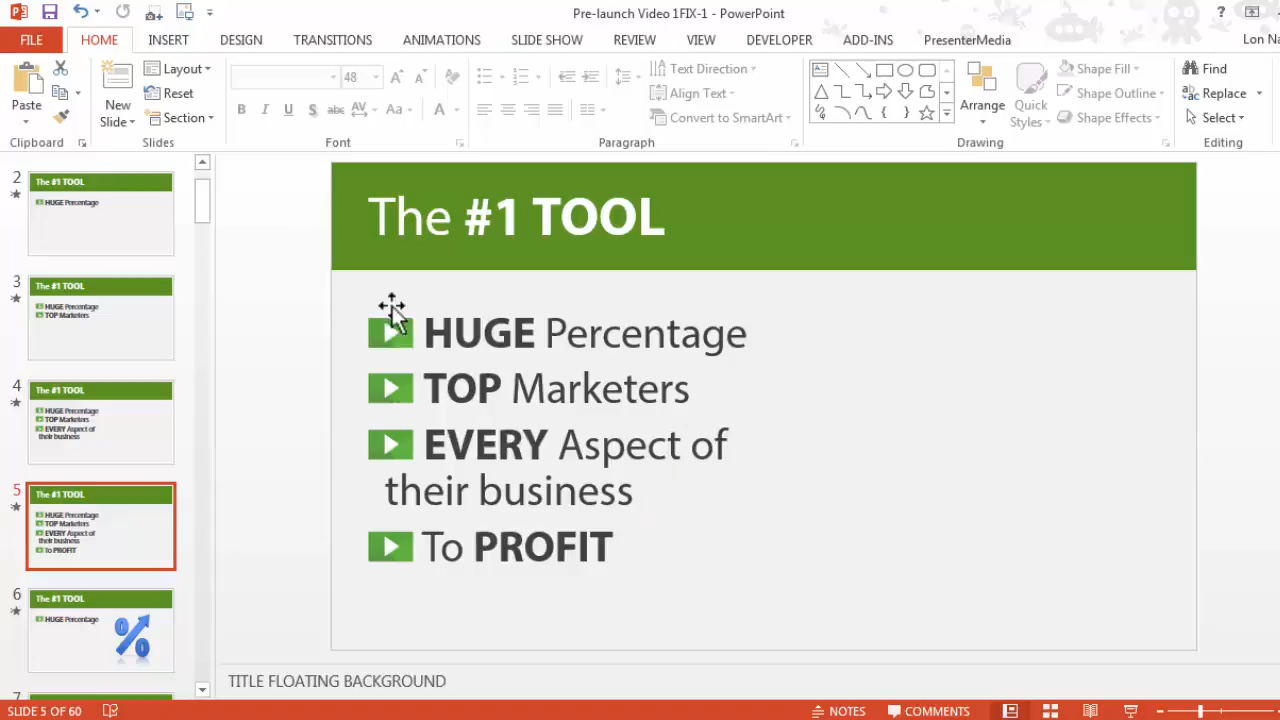 Pre-launch Video 1FIX-1 - PowerPoint
FILE HOME INSERT DESIGN TRANSITIONS ANIMATIONS SLIDE SHOW REVIEW VIEW DEVELOPER ADD-INS PresenterMedia Lon Na
Paste
Clipboard
New Slide
Layout
Reset
Section
Slides
48
B I U S abc AV Aa A
Font
Text Direction
Align Text
Convert to SmartArt
Paragraph
Arrange
Quick Styles
Shape Fill
Shape Outline
Shape Effects
Drawing
Find
Replace
Select
Editing
2
The #1 TOOL
HUGE Percentage
3
The #1 TOOL
HUGE Percentage
TOP Marketers
4
The #1 TOOL
HUGE Percentage
TOP Marketers
EVERY Aspect of
their business
5
The #1 TOOL
HUGE Percentage
TOP Marketers
EVERY Aspect of
their business
To PROFIT
6
The #1 TOOL
HUGE Percentage
%
7
The #1 TOOL
HUGE Percentage
TOP Marketers
EVERY Aspect of
their business
To PROFIT
TITLE FLOATING BACKGROUND
SLIDE 5 OF 60 NOTES COMMENTS